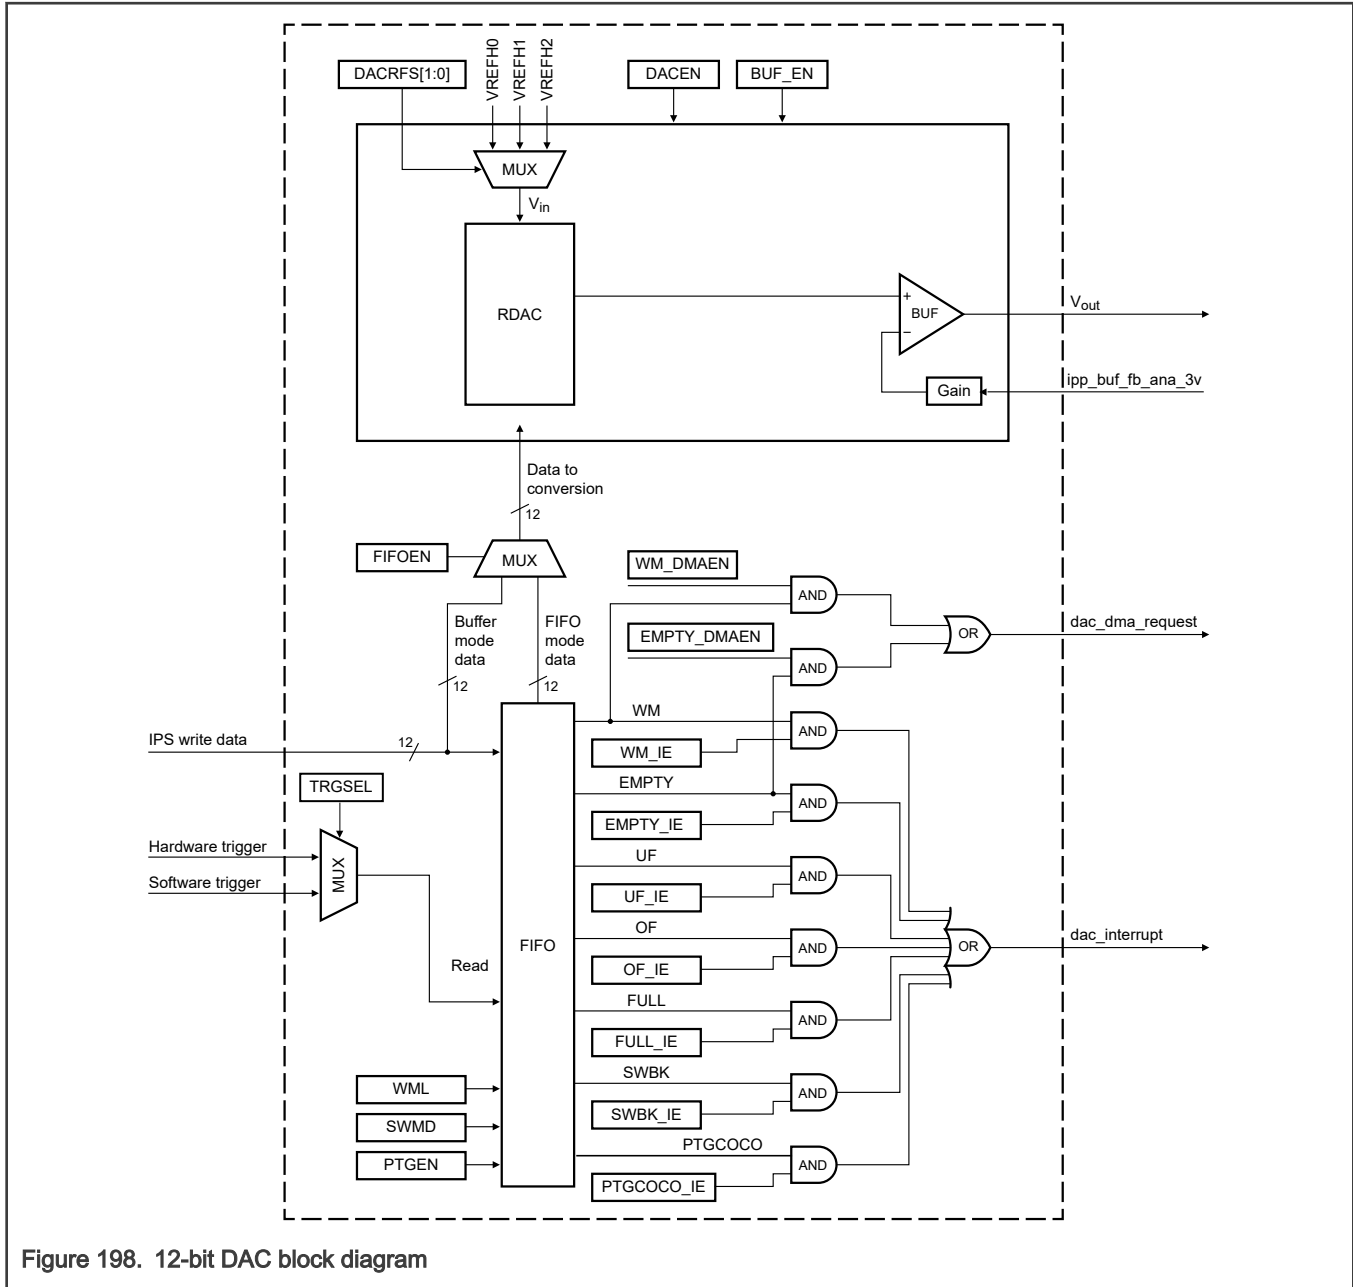 VREFH0
VREFH1
VREFH2
DACRFS[1:0]
DACEN
BUF_EN
MUX
Vin
RDAC
+
BUF
−
Vout
Gain
ipp_buf_fb_ana_3v
Data to
conversion
12
FIFOEN
MUX
WM_DMAEN
AND
Buffer
mode
data
FIFO
mode
data
EMPTY_DMAEN
OR
dac_dma_request
AND
12
12
WM
AND
IPS write data
12
WM_IE
EMPTY
TRGSEL
AND
EMPTY_IE
Hardware trigger
MUX
Software trigger
UF
AND
UF_IE
OF
FIFO
AND
OR
dac_interrupt
Read
OF_IE
FULL
AND
FULL_IE
SWBK
WML
AND
SWBK_IE
SWMD
PTGCOCO
PTGEN
AND
PTGCOCO_IE
Figure 198. 12-bit DAC block diagram